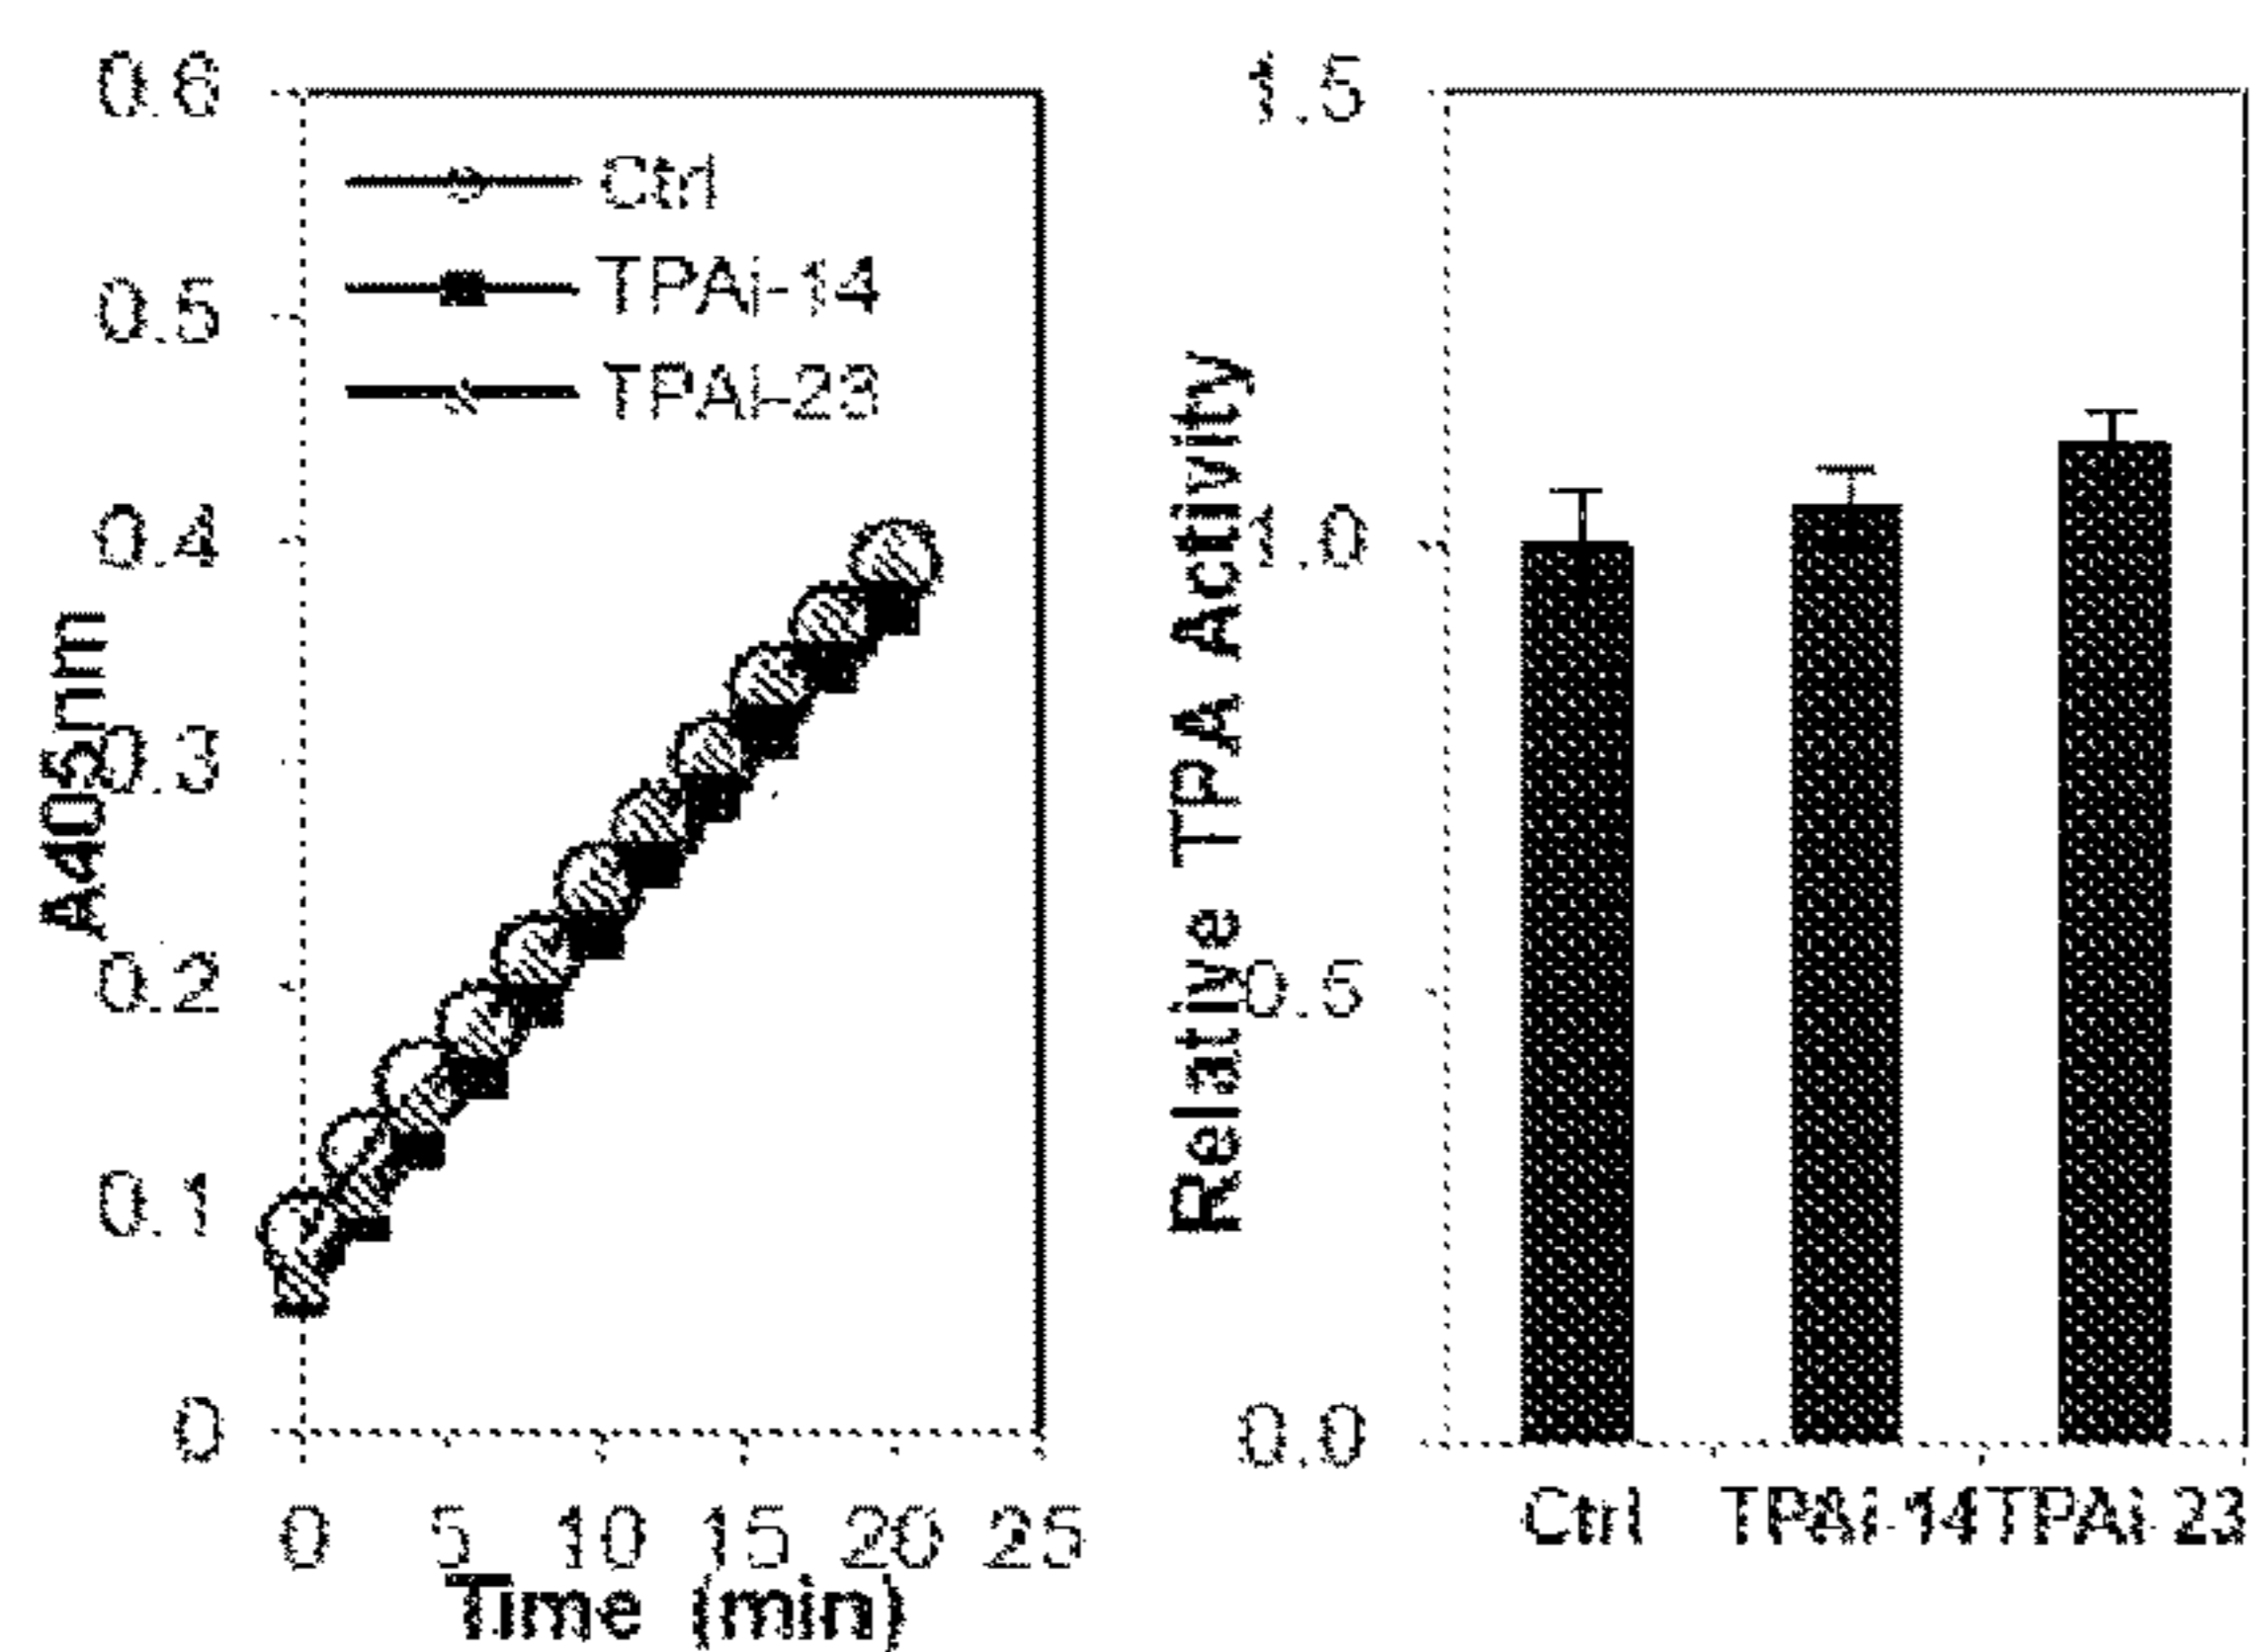 0.6
0.5
0.4
0.3
0.2
0.1
0
A405nm
Ctrl
TPAi-14
TPAi-23
0 5 10 15 20 25
Time (min)
1.5
1.0
0.5
0.0
Relative TPA Activity
Ctrl TPAi-14 TPAi-23